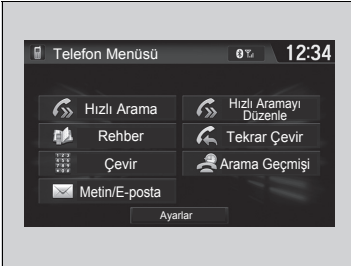 Telefon Menüsü
12:34
Hızlı Arama
Hızlı Aramayı
Düzenle
Rehber
Tekrar Çevir
Çevir
Arama Geçmişi
Metin/E-posta
Ayarlar